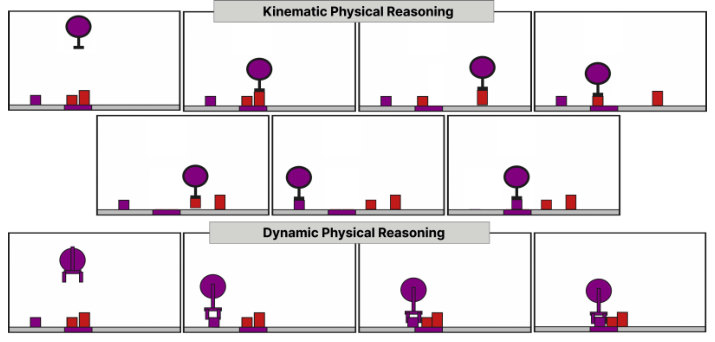 Kinematic Physical Reasoning
Dynamic Physical Reasoning